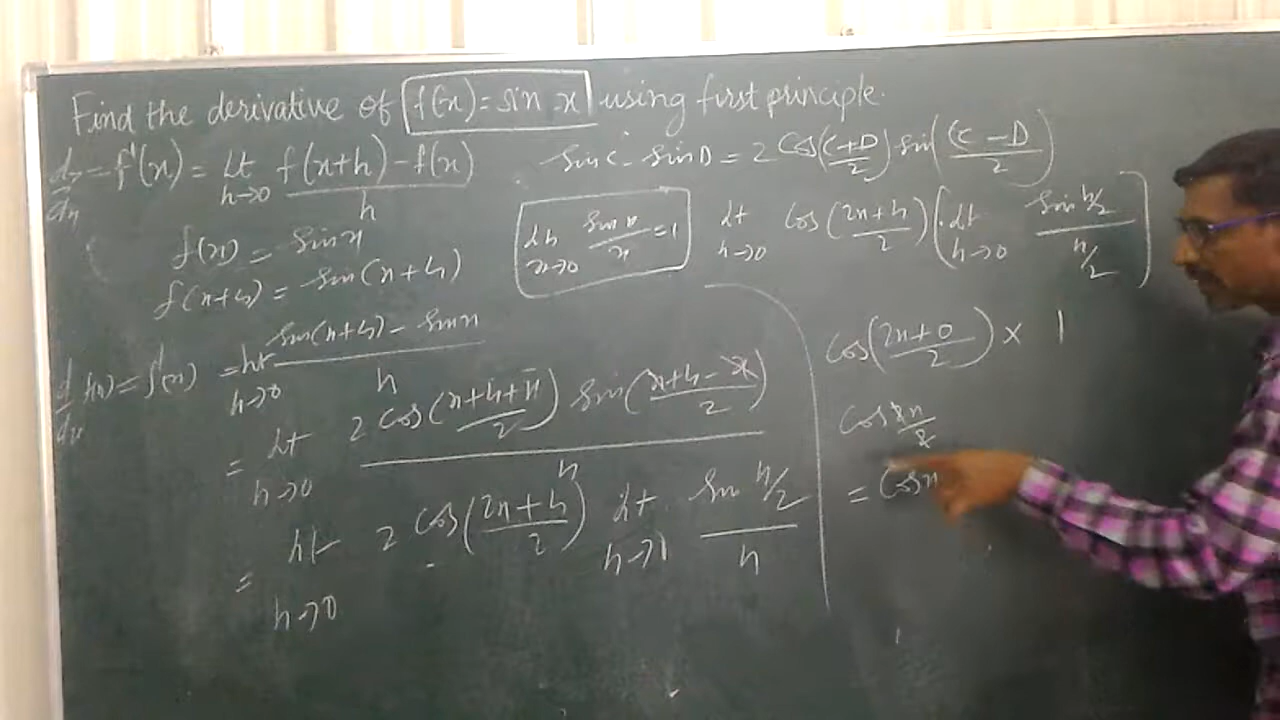 Find the derivative of f(x) = sin x using first principle.
dy/dx = f'(x) = Lt h→0 f(x+h) − f(x) / h
f(x) = sin x
f(x+h) = sin(x+h)
d/dx f(x) = f'(x) = Lt h→0 sin(x+h) − sin x / h
= Lt h→0 2 cos(x+h+x / 2) sin(x+h−x / 2) / h
= Lt h→0 2 cos(2x+h / 2) Lt h→0 sin h/2 / h
sin C − sin D = 2 cos(C+D / 2) sin(C−D / 2)
Lt x→0 sin x / x = 1
Lt h→0 cos(2x+h / 2) (Lt h→0 sin h/2 / h/2)
cos(2x+0 / 2) × 1
cos 2x / 2
= cos x